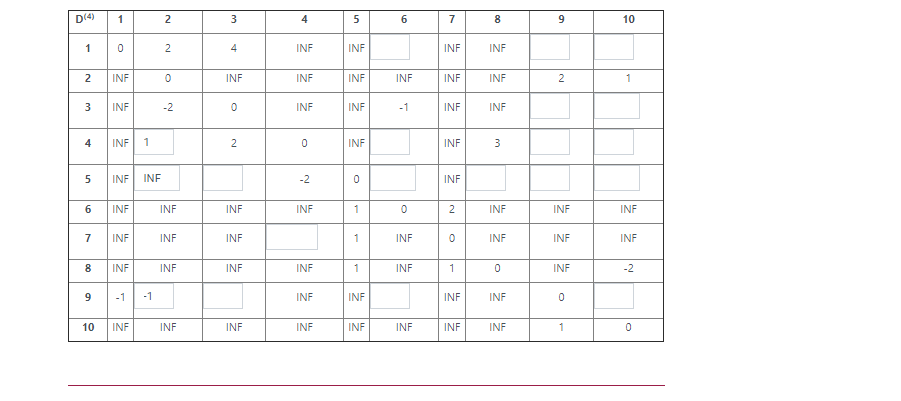 D(4) 1 2 3 4 5 6 7 8 9 10
1 0 2 4 INF INF INF INF
2 INF 0 INF INF INF INF INF INF 2 1
3 INF -2 0 INF INF -1 INF INF
4 INF 1 2 0 INF INF 3
5 INF INF -2 0 INF
6 INF INF INF INF 1 0 2 INF INF INF
7 INF INF INF 1 INF 0 INF INF INF
8 INF INF INF INF 1 INF 1 0 INF -2
9 -1 -1 INF INF INF INF 0
10 INF INF INF INF INF INF INF INF 1 0